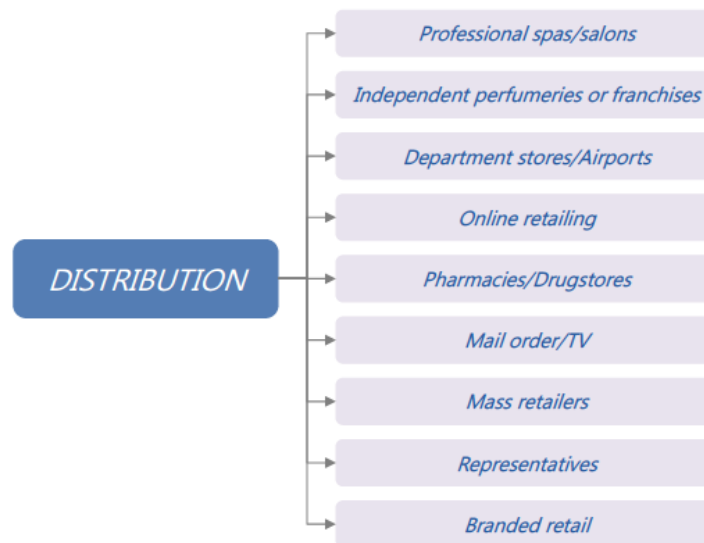 Professional spas/salons
Independent perfumeries or franchises
Department stores/Airports
Online retailing
DISTRIBUTION
Pharmacies/Drugstores
Mail order/TV
Mass retailers
Representatives
Branded retail